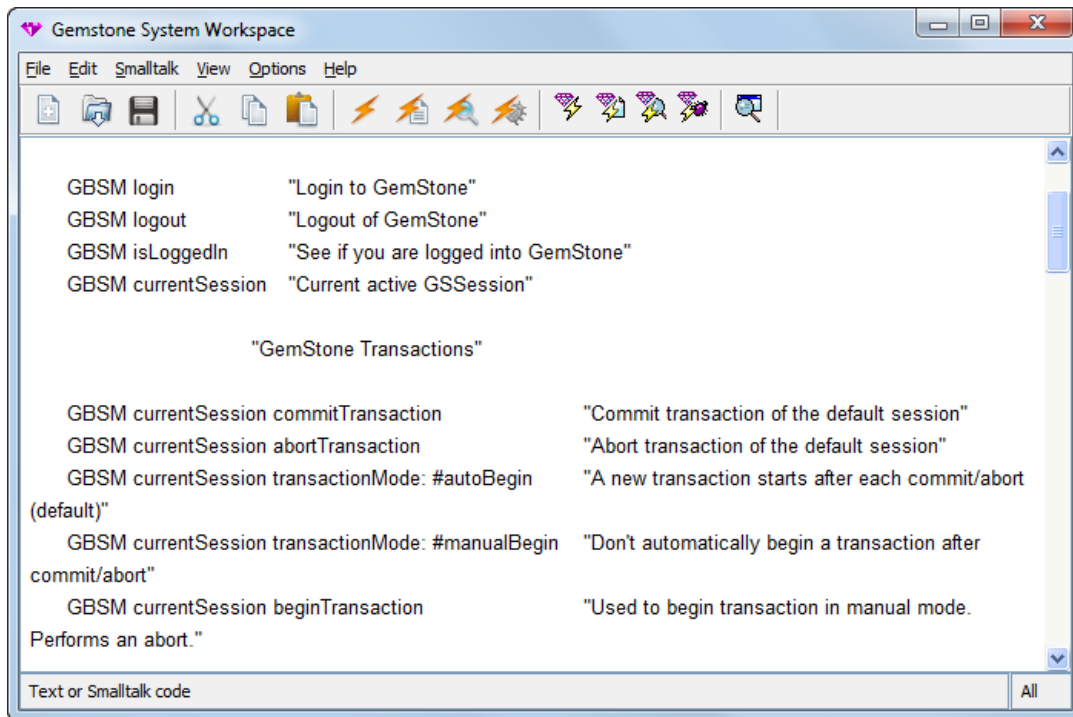 Gemstone System Workspace
File Edit Smalltalk View Options Help
GBSM login "Login to GemStone"
GBSM logout "Logout of GemStone"
GBSM isLoggedIn "See if you are logged into GemStone"
GBSM currentSession "Current active GSSession"
"GemStone Transactions"
GBSM currentSession commitTransaction "Commit transaction of the default session"
GBSM currentSession abortTransaction "Abort transaction of the default session"
GBSM currentSession transactionMode: #autoBegin "A new transaction starts after each commit/abort
(default)"
GBSM currentSession transactionMode: #manualBegin "Don't automatically begin a transaction after
commit/abort"
GBSM currentSession beginTransaction "Used to begin transaction in manual mode.
Performs an abort."
Text or Smalltalk code All